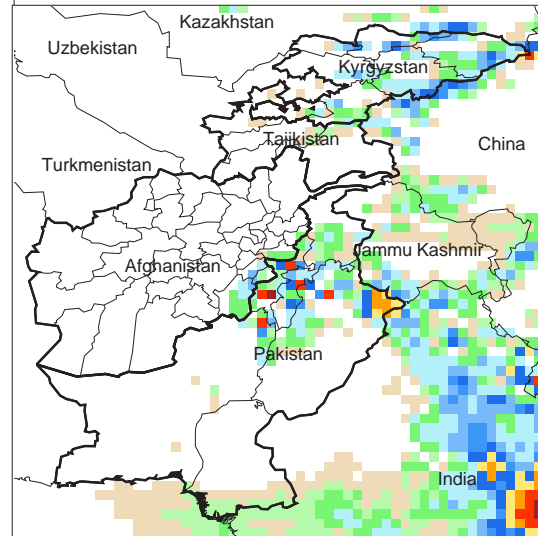 Kazakhstan
Uzbekistan
Kyrgyzstan
Tajikistan
China
Turkmenistan
Jammu Kashmir
Afghanistan
Pakistan
India